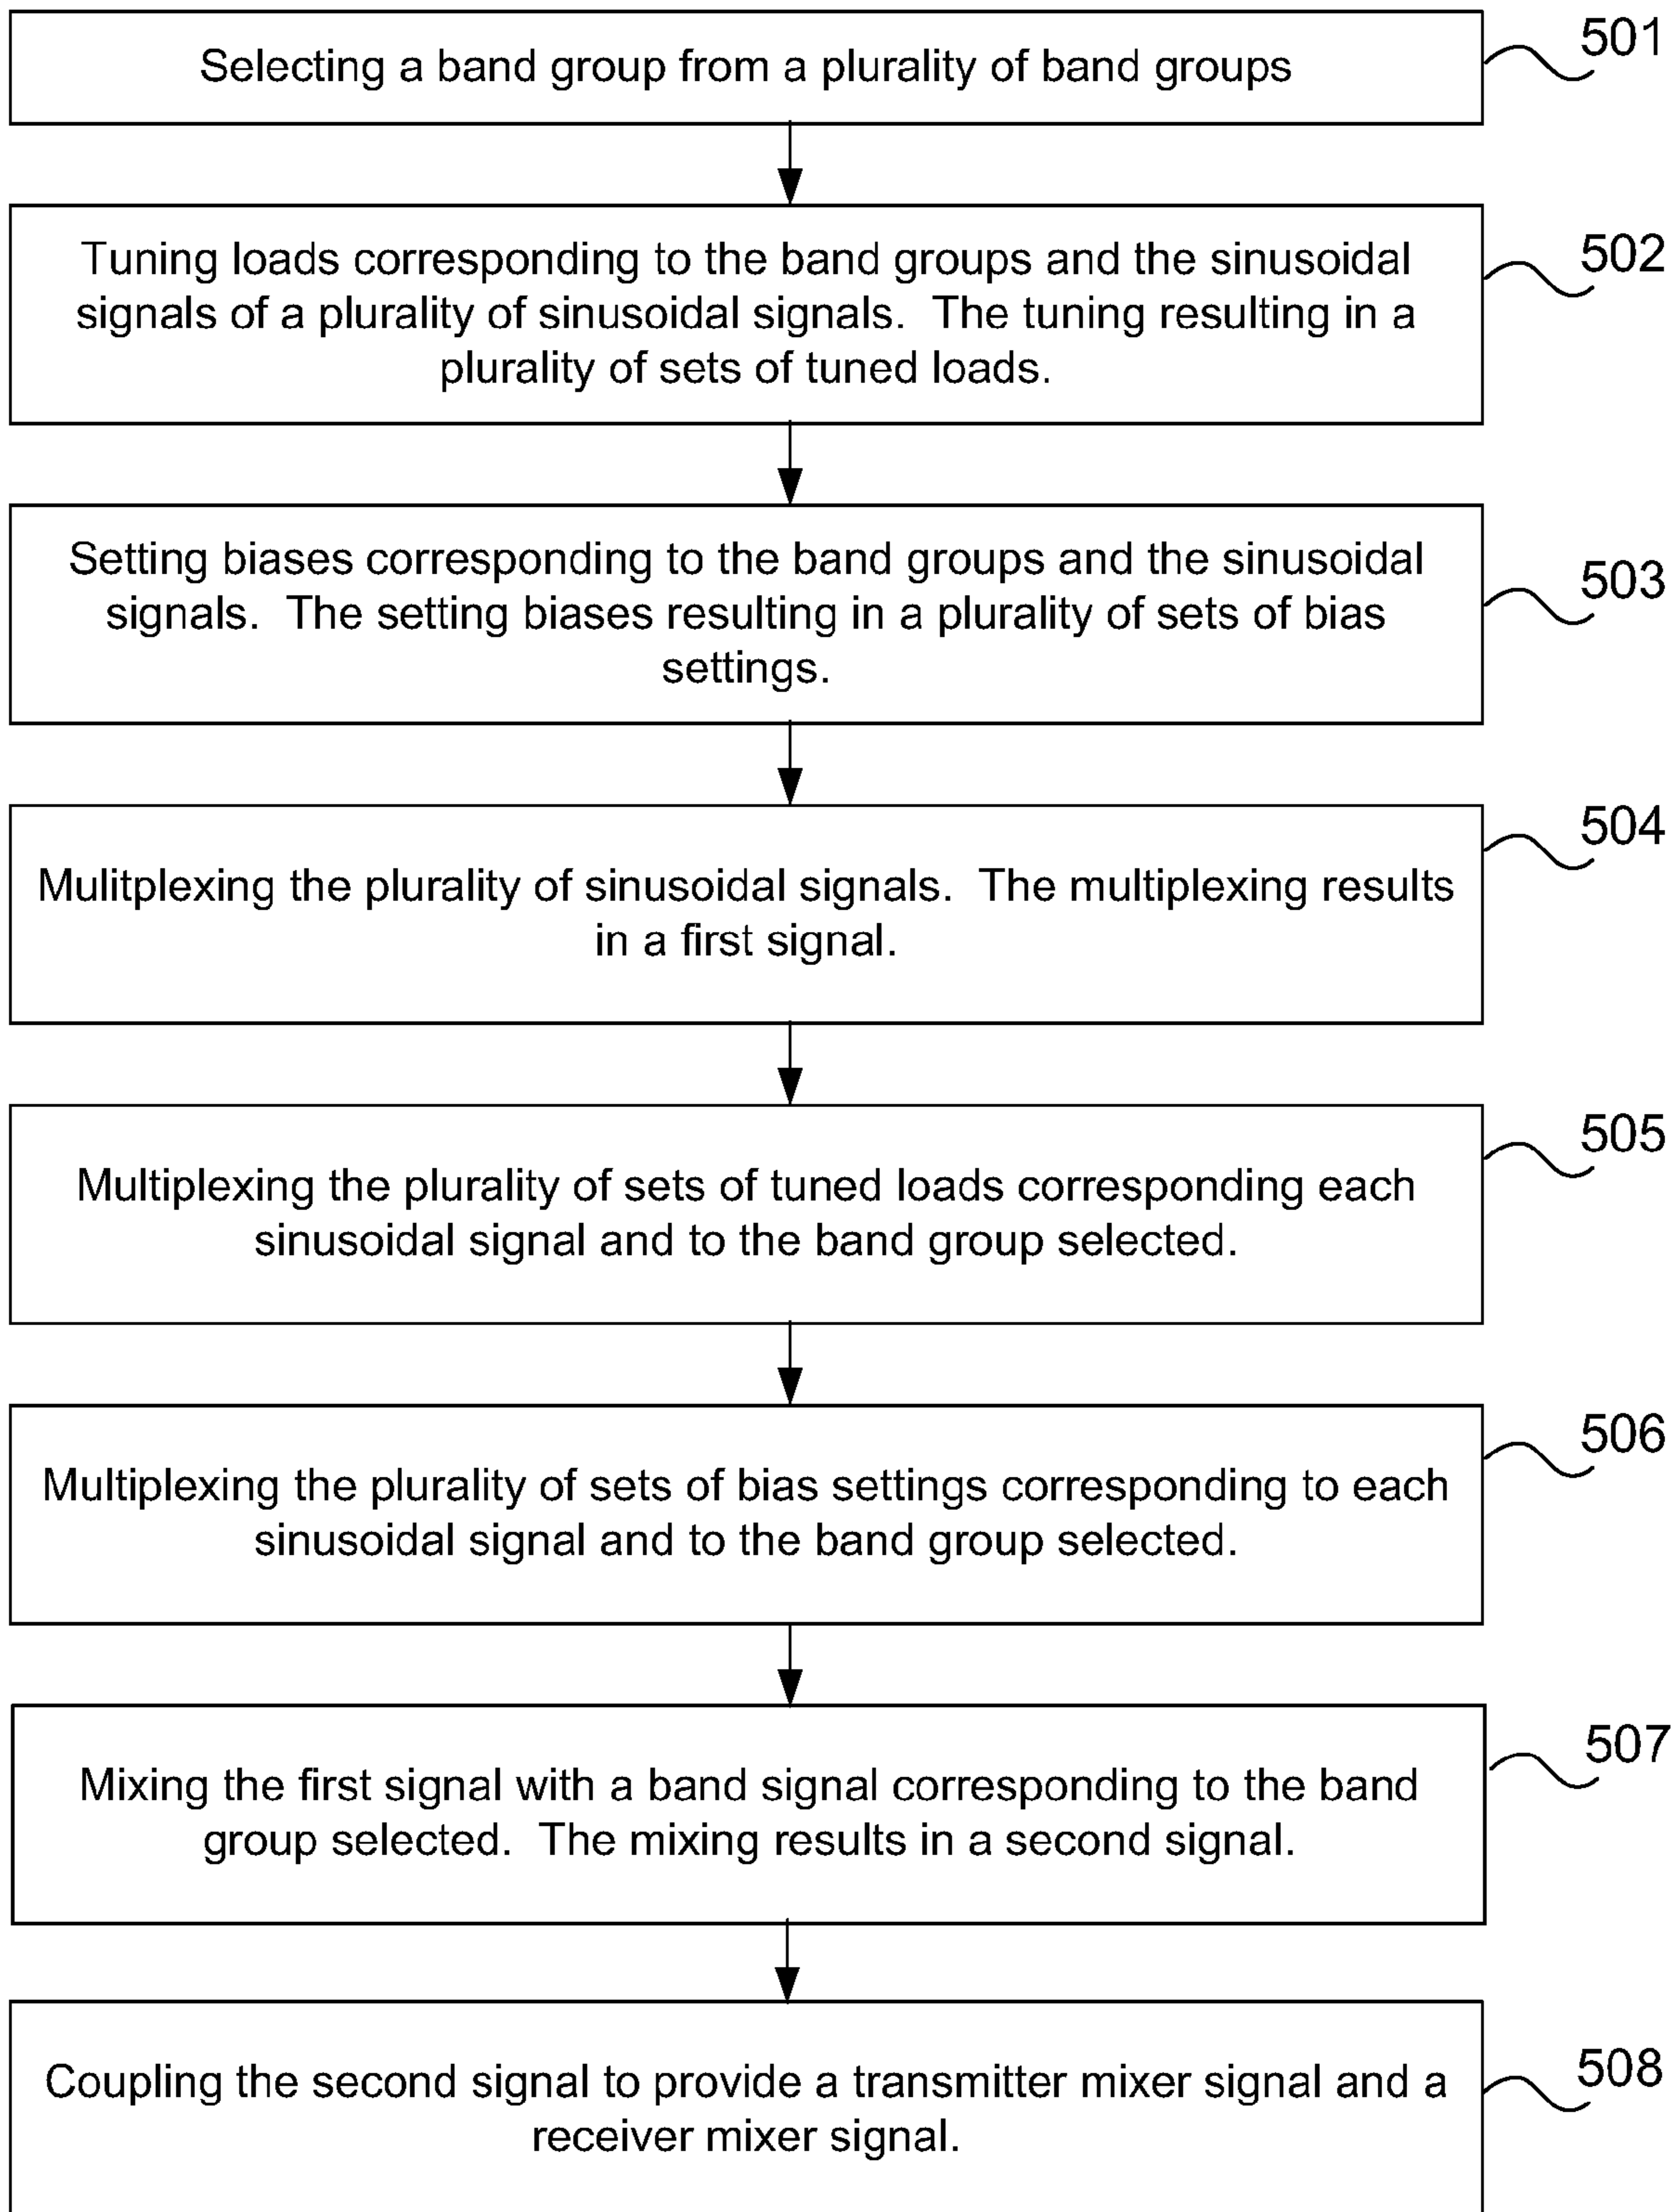 Selecting a band group from a plurality of band groups
501
Tuning loads corresponding to the band groups and the sinusoidal
signals of a plurality of sinusoidal signals.  The tuning resulting in a
plurality of sets of tuned loads.
502
Setting biases corresponding to the band groups and the sinusoidal
signals.  The setting biases resulting in a plurality of sets of bias
settings.
503
Mulitplexing the plurality of sinusoidal signals.  The multiplexing results
in a first signal.
504
Multiplexing the plurality of sets of tuned loads corresponding each
sinusoidal signal and to the band group selected.
505
Multiplexing the plurality of sets of bias settings corresponding to each
sinusoidal signal and to the band group selected.
506
Mixing the first signal with a band signal corresponding to the band
group selected.  The mixing results in a second signal.
507
Coupling the second signal to provide a transmitter mixer signal and a
receiver mixer signal.
508